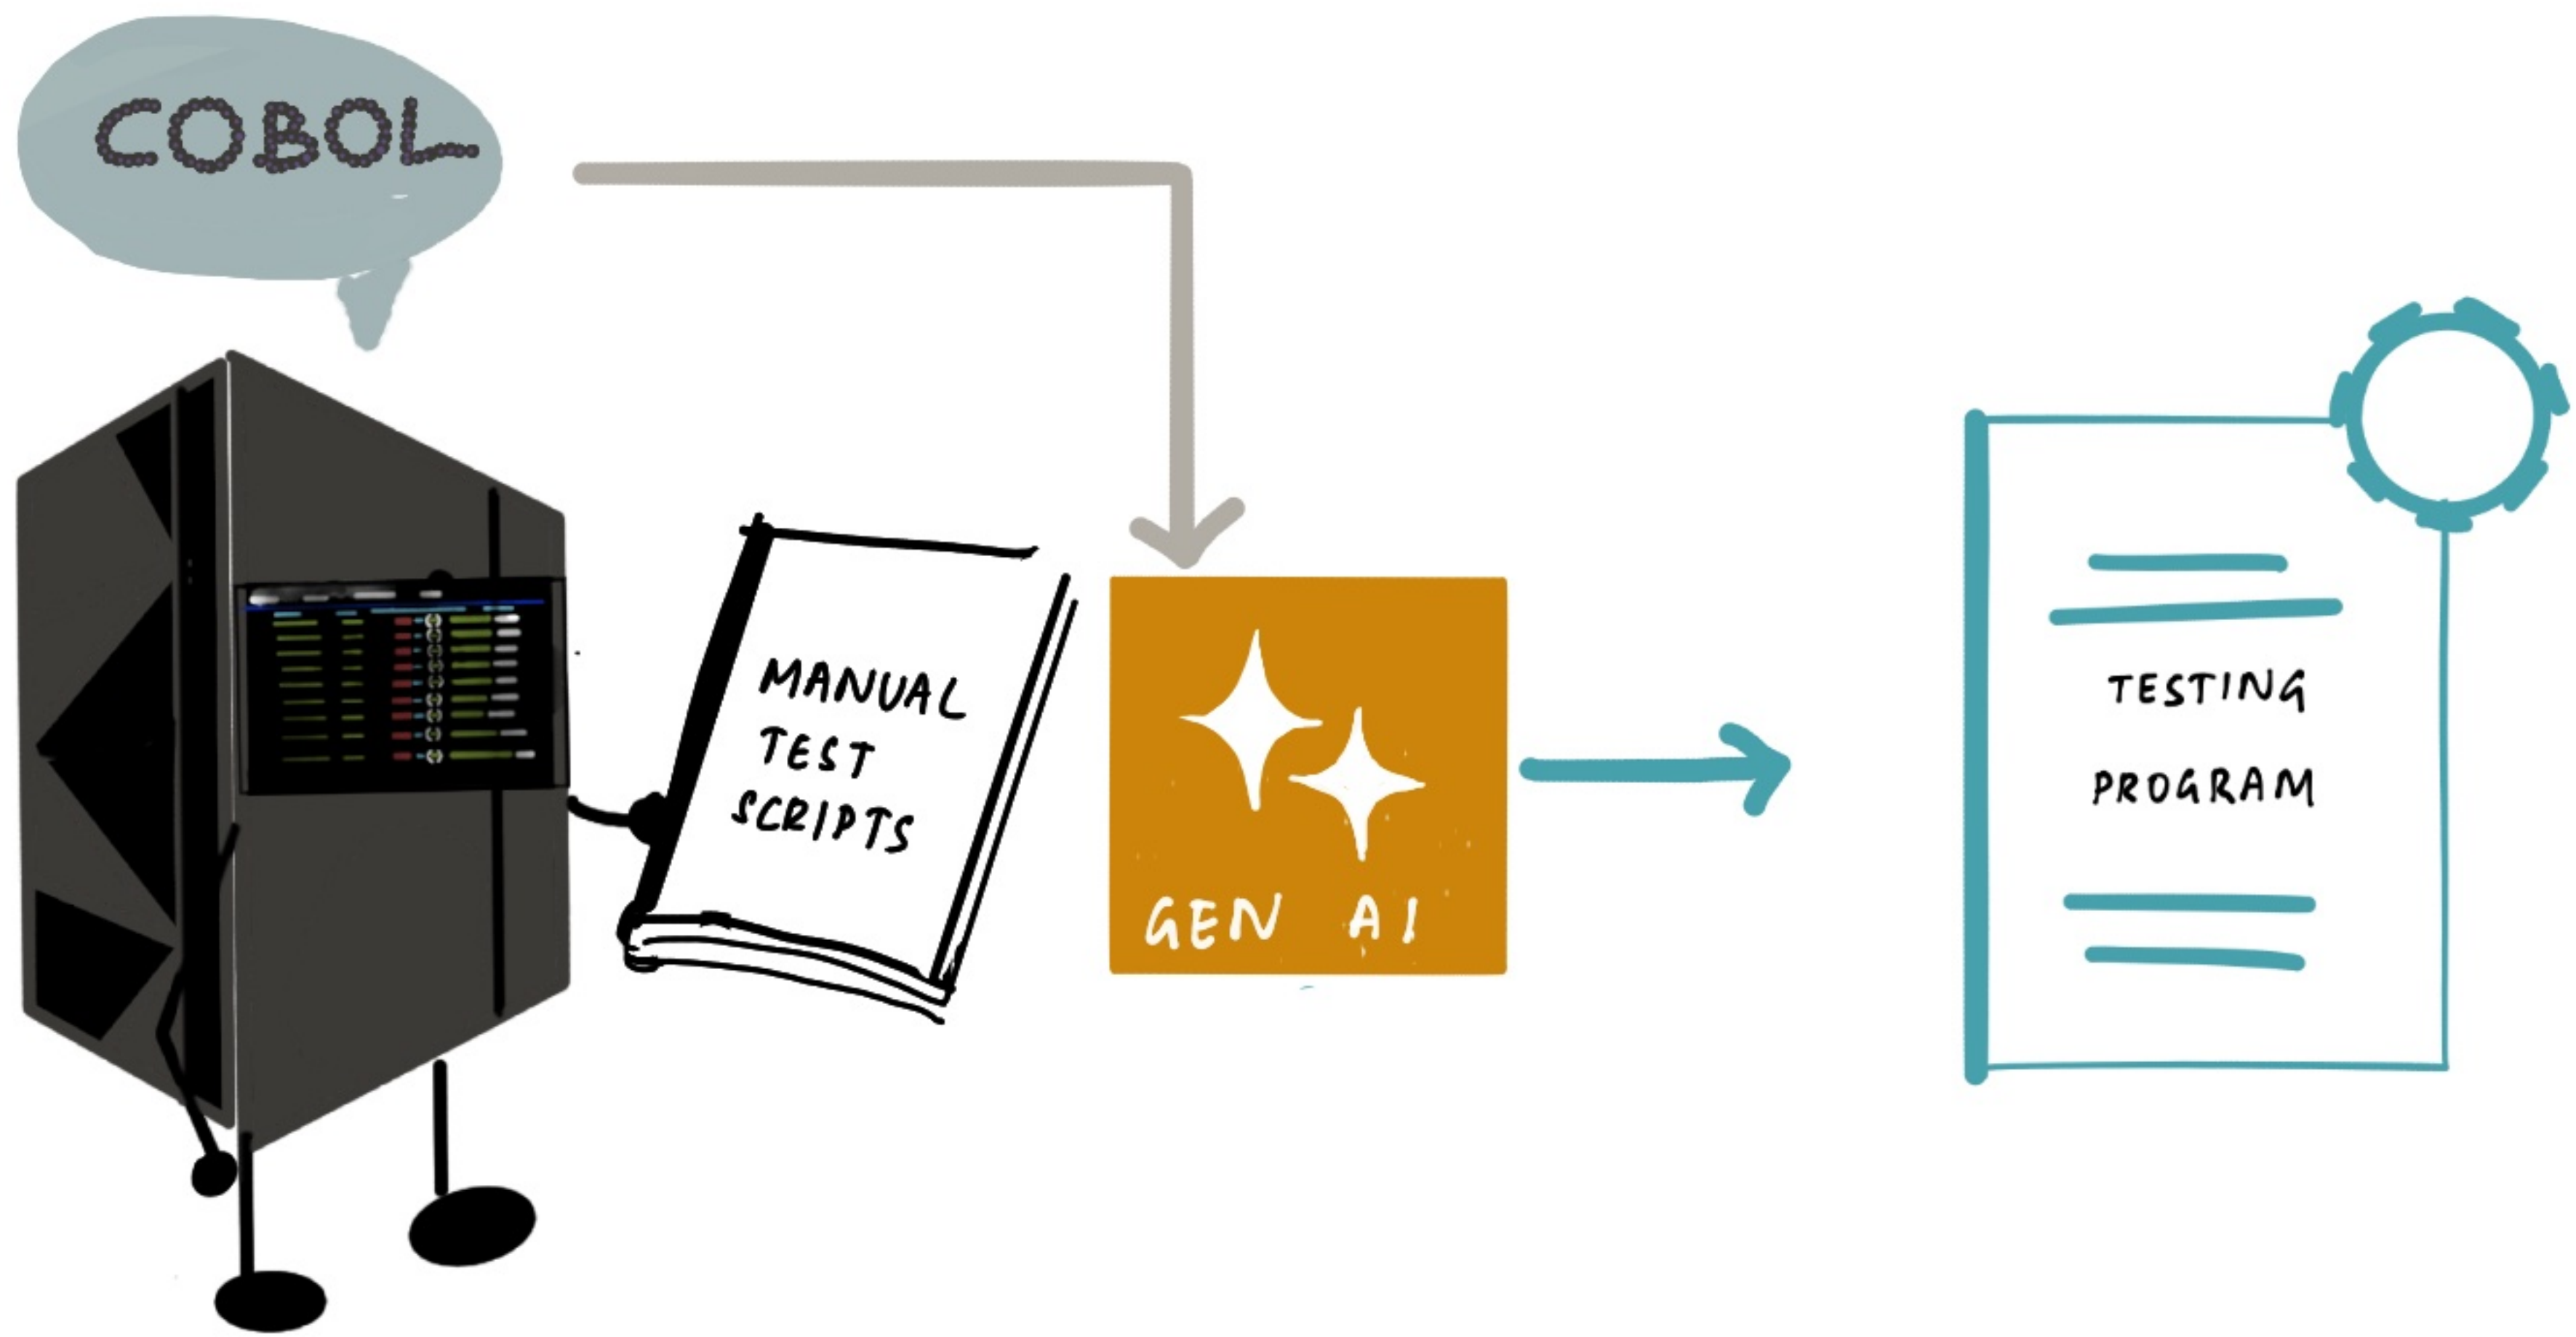 COBOL
MANUAL
TEST
SCRIPTS
GEN AI
TESTING
PROGRAM